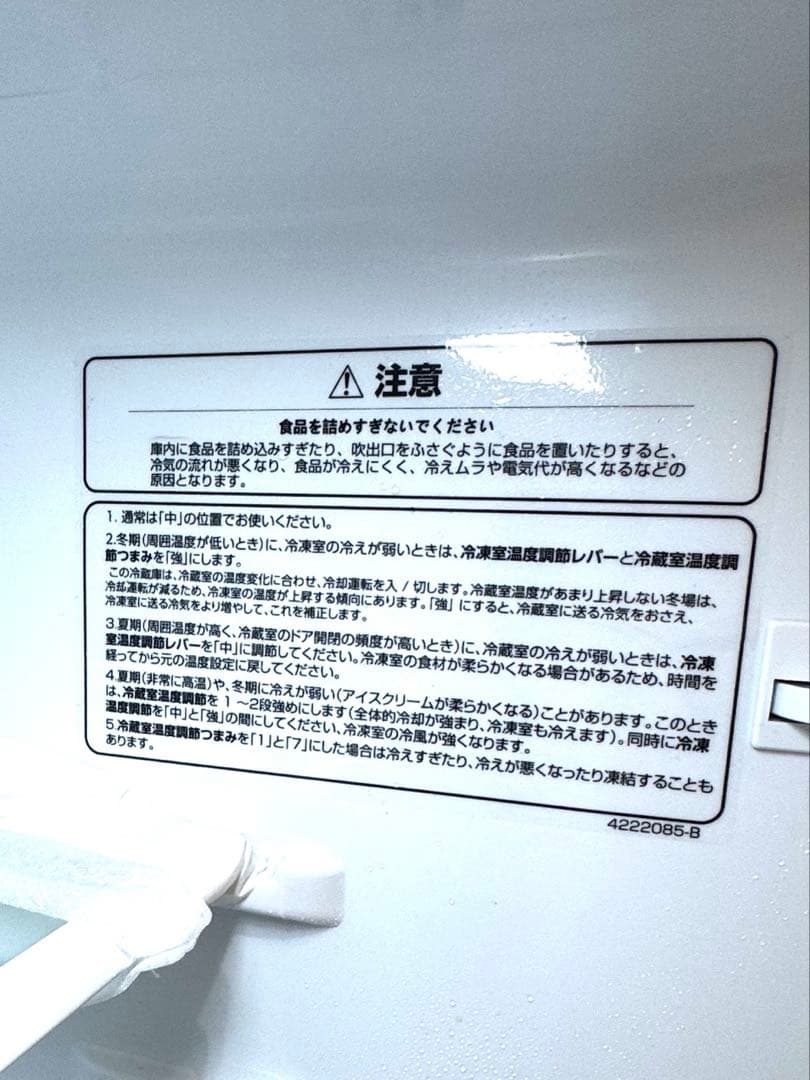 ⚠ 注意
食品を詰めすぎないでください
庫内に食品を詰め込みすぎたり、吹出口をふさぐように食品を置いたりすると、
冷気の流れが悪くなり、食品が冷えにくく、冷えムラや電気代が高くなるなどの
原因となります。
1. 通常は「中」の位置でお使いください。
2.冬期(周囲温度が低いとき)に、冷凍室の冷えが弱いときは、冷凍室温度調節レバーと冷蔵室温度調
節つまみを「強」にします。
この冷蔵庫は、冷蔵室の温度変化に合わせ、冷却運転を入 / 切します。冷蔵室温度があまり上昇しない冬場は、
冷却運転が減るため、冷凍室の温度が上昇する傾向にあります。「強」にすると、冷蔵室に送る冷気をおさえ、
冷凍室に送る冷気をより増やして、これを補正します。
3.夏期(周囲温度が高く、冷蔵室のドア開閉の頻度が高いとき)に、冷蔵室の冷えが弱いときは、冷凍
室温度調節レバーを「中」に調節してください。冷凍室の食材が柔らかくなる場合があるため、時間を
経ってから元の温度設定に戻してください。
4.夏期(非常に高温)や、冬期に冷えが弱い(アイスクリームが柔らかくなる)ことがあります。このとき
は、冷蔵室温度調節を 1 〜2段強めにします(全体的冷却が強まり、冷凍室も冷えます)。同時に冷凍
温度調節を「中」と「強」の間にしてください、冷凍室の冷風が強くなります。
5.冷蔵室温度調節つまみを「1」と「7」にした場合は冷えすぎたり、冷えが悪くなったり凍結することも
あります。
4222085-B